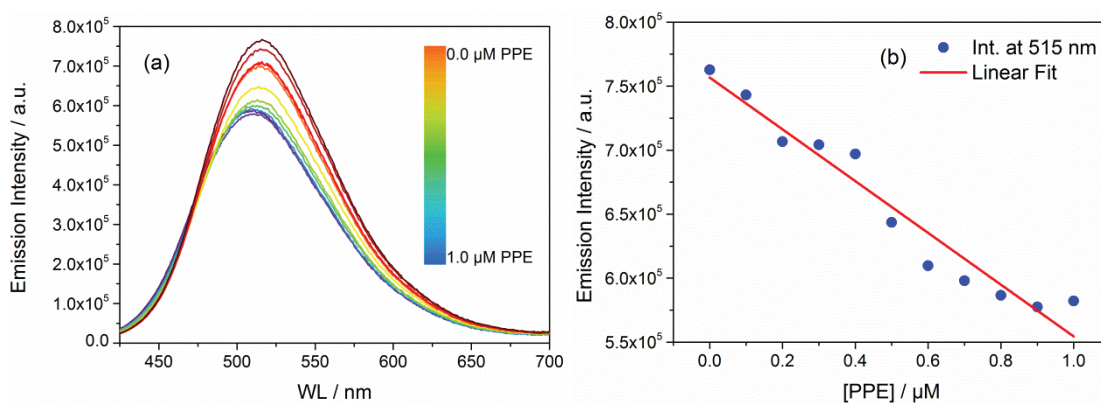 8.0x10⁵
7.0x10⁵
6.0x10⁵
5.0x10⁵
4.0x10⁵
3.0x10⁵
2.0x10⁵
1.0x10⁵
0.0
Emission Intensity / a.u.
(a)
0.0 µM PPE
1.0 µM PPE
450 500 550 600 650 700
WL / nm
8.0x10⁵
7.5x10⁵
7.0x10⁵
6.5x10⁵
6.0x10⁵
5.5x10⁵
Emission Intensity / a.u.
(b)
Int. at 515 nm
Linear Fit
0.0 0.2 0.4 0.6 0.8 1.0
[PPE] / µM